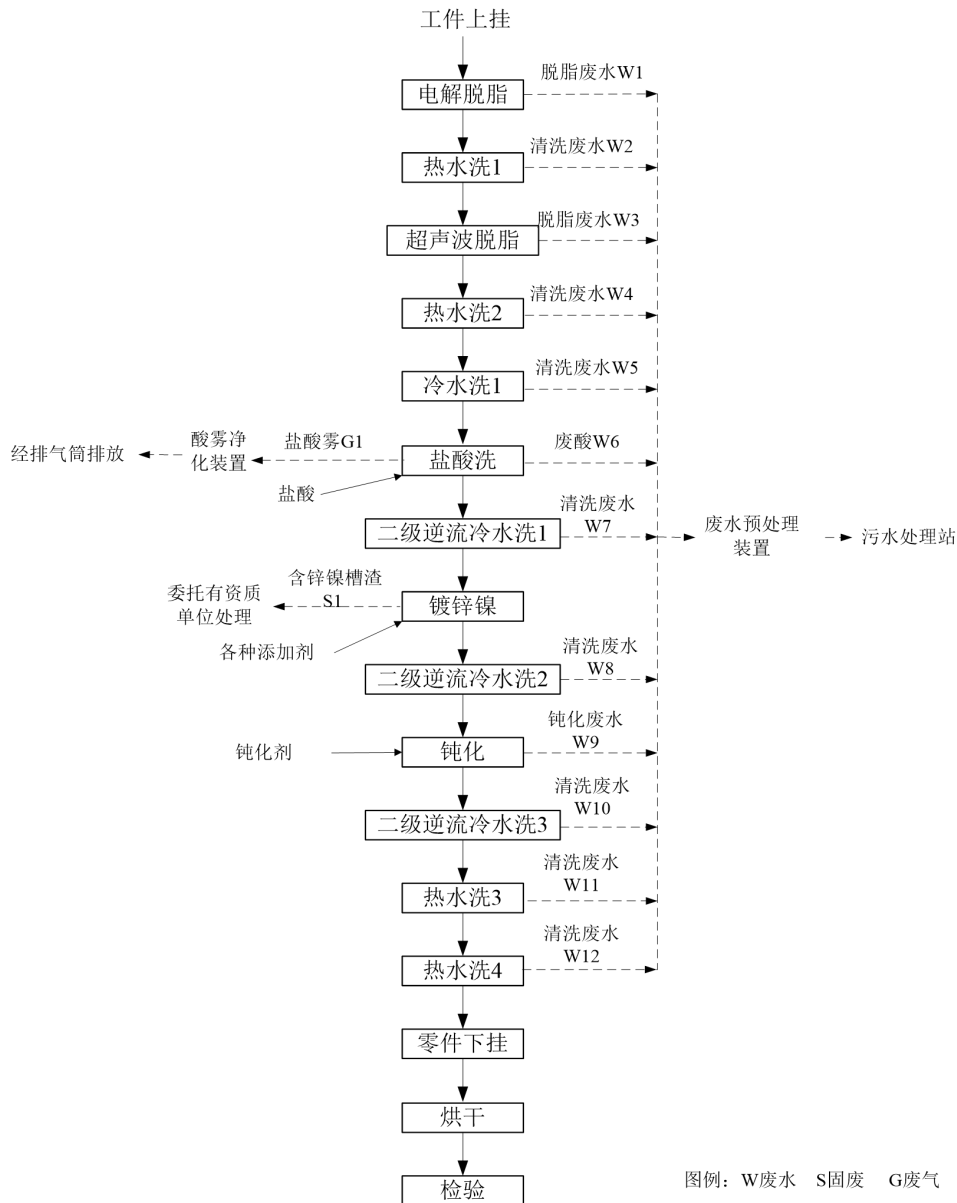 工件上挂
脱脂废水W1
电解脱脂
清洗废水W2
热水洗1
脱脂废水W3
超声波脱脂
清洗废水W4
热水洗2
清洗废水W5
冷水洗1
经排气筒排放
酸雾净
化装置
盐酸雾G1
盐酸洗
废酸W6
盐酸
二级逆流冷水洗1
清洗废水
W7
废水预处理
装置
污水处理站
委托有资质
单位处理
含锌镍槽渣
S1
镀锌镍
各种添加剂
二级逆流冷水洗2
清洗废水
W8
钝化剂
钝化
钝化废水
W9
二级逆流冷水洗3
清洗废水
W10
热水洗3
清洗废水
W11
热水洗4
清洗废水
W12
零件下挂
烘干
检验
图例：W废水 S固废 G废气